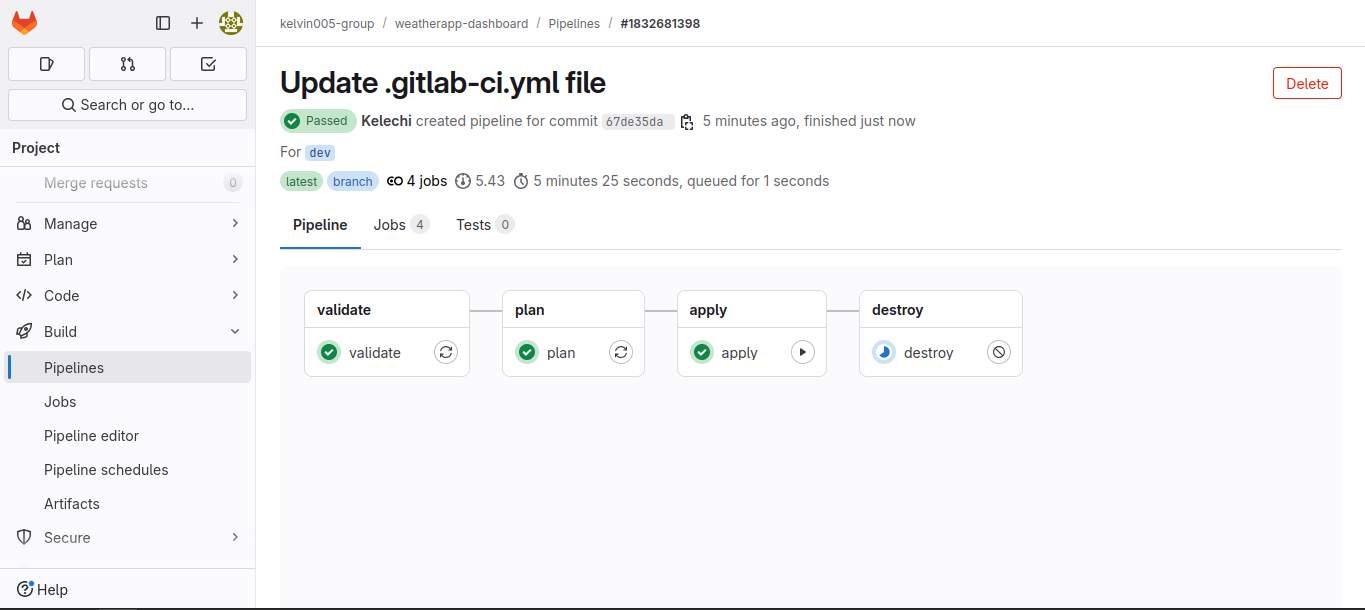 kelvin005-group / weatherapp-dashboard / Pipelines / #1832681398
Search or go to...
Project
Merge requests 0
Manage
Plan
Code
Build
Pipelines
Jobs
Pipeline editor
Pipeline schedules
Artifacts
Secure
Help
Update .gitlab-ci.yml file
Delete
Passed Kelechi created pipeline for commit 67de35da 5 minutes ago, finished just now
For dev
latest branch 4 jobs 5.43 5 minutes 25 seconds, queued for 1 seconds
Pipeline Jobs 4 Tests 0
validate
validate
plan
plan
apply
apply
destroy
destroy